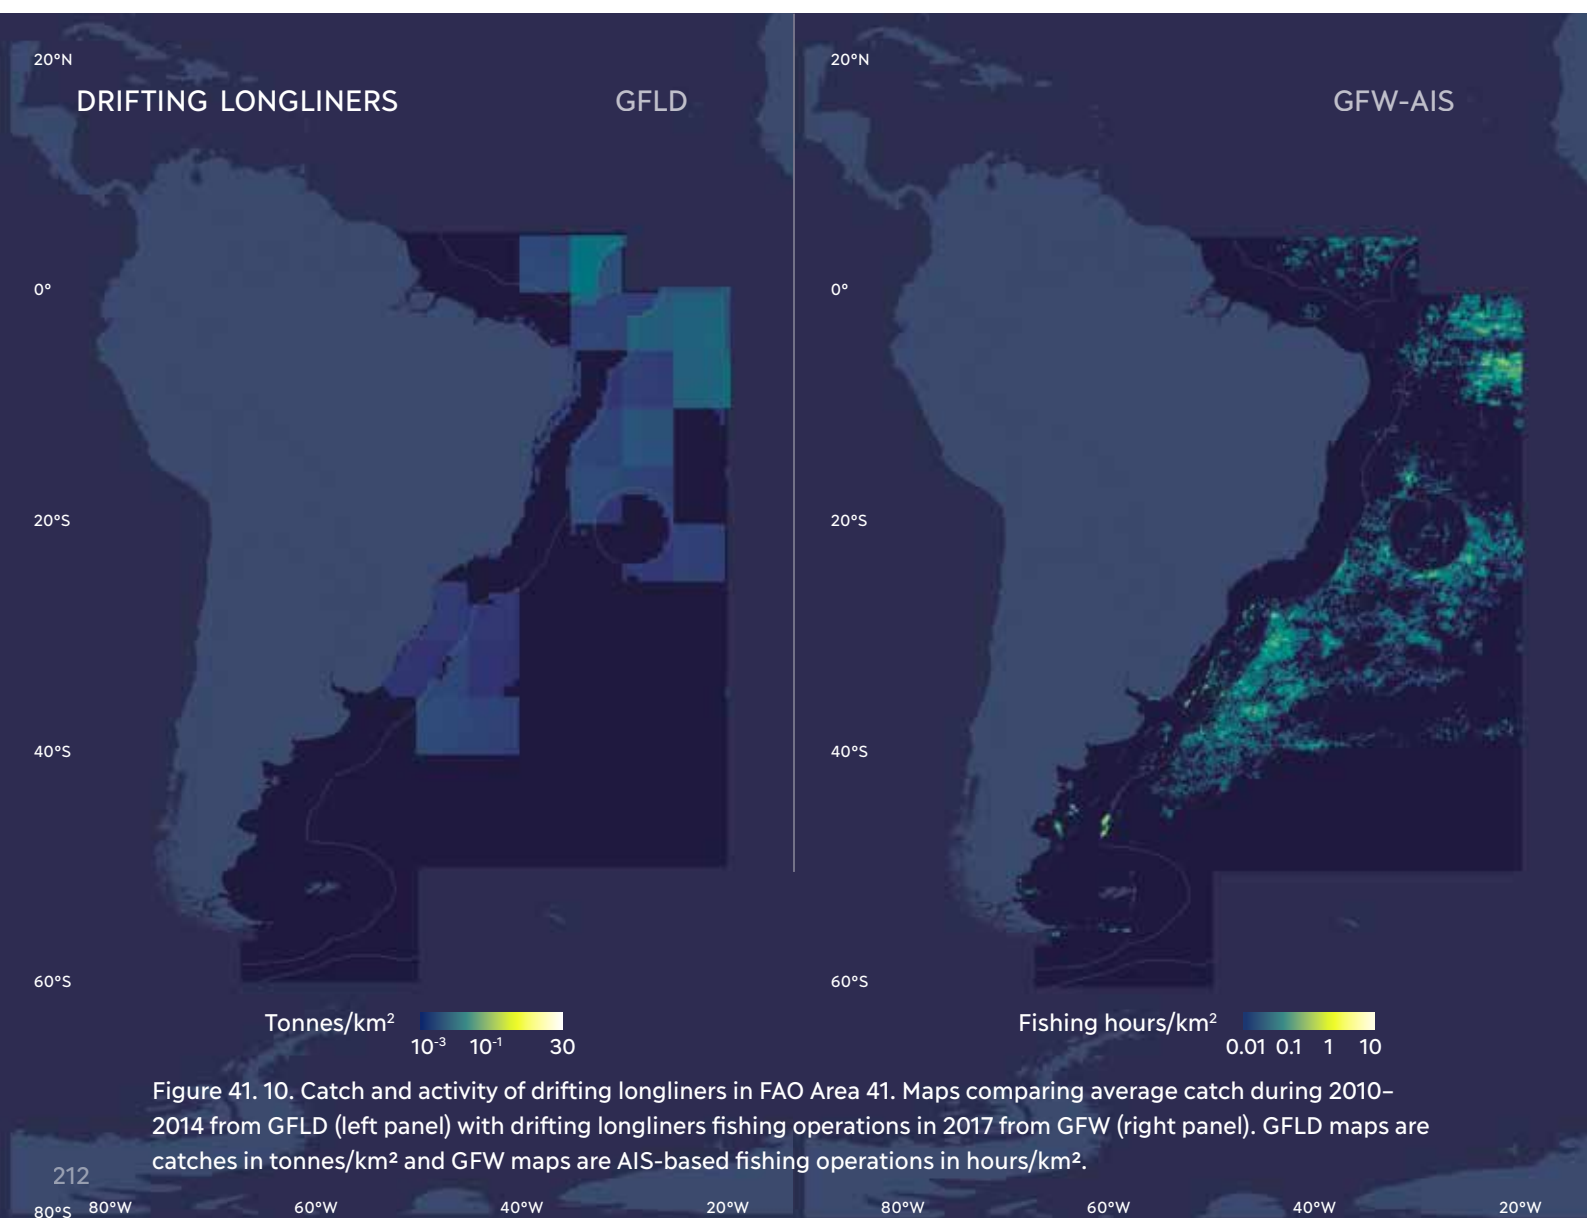 20°N
20°N
DRIFTING LONGLINERS
GFLD
GFW-AIS
0°
0°
20°S
20°S
40°S
40°S
60°S
60°S
Tonnes/km²
10⁻³ 10⁻¹ 30
Fishing hours/km²
0.01 0.1 1 10
Figure 41. 10. Catch and activity of drifting longliners in FAO Area 41. Maps comparing average catch during 2010–
2014 from GFLD (left panel) with drifting longliners fishing operations in 2017 from GFW (right panel). GFLD maps are
catches in tonnes/km² and GFW maps are AIS-based fishing operations in hours/km².
212
80°S 80°W 60°W 40°W 20°W 80°W 60°W 40°W 20°W